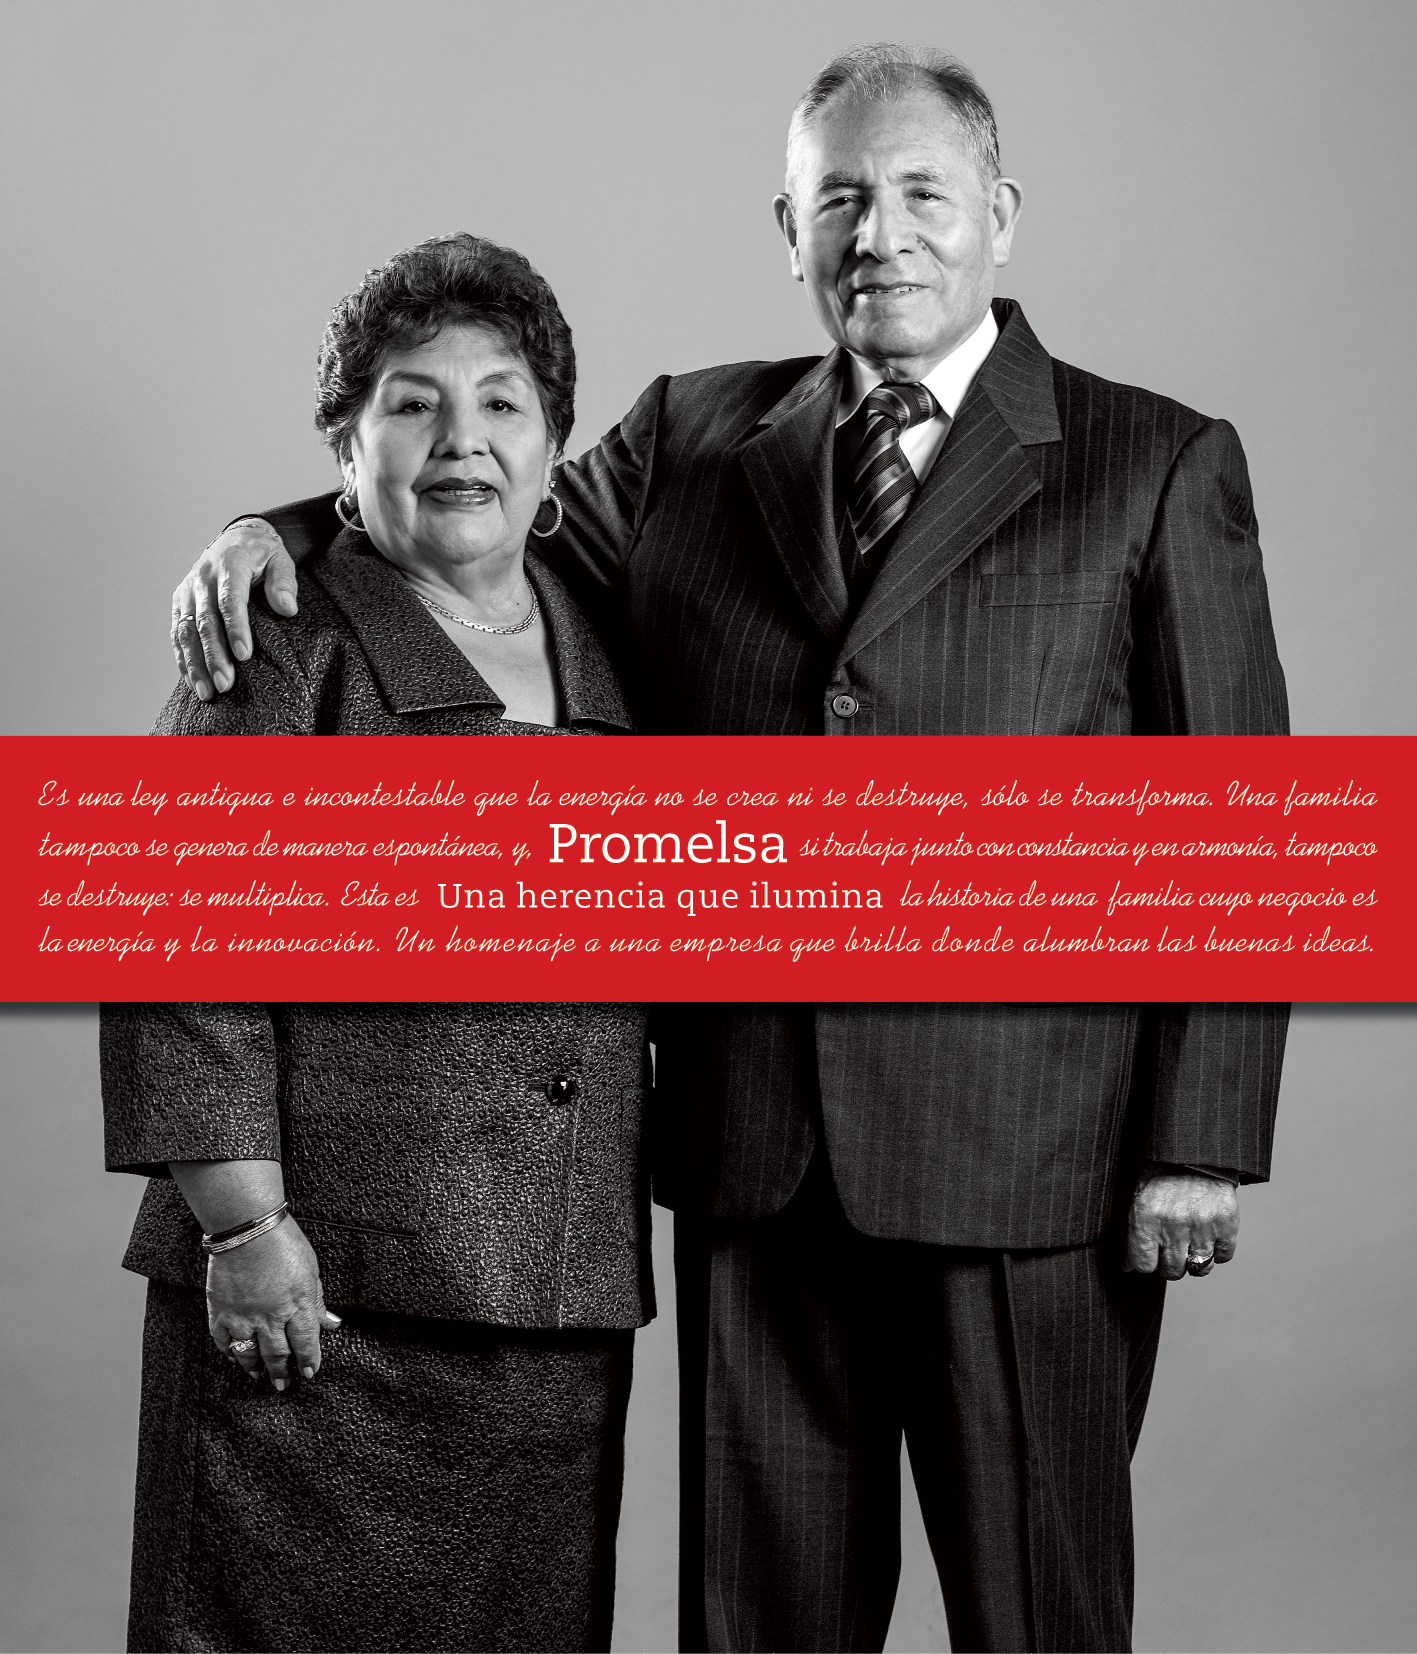 Es una ley antigua e incontestable que la energía no se crea ni se destruye, sólo se transforma. Una familia
tampoco se genera de manera espontánea, y, Promelsa si trabaja junto con constancia y en armonía, tampoco
se destruye: se multiplica. Esta es Una herencia que ilumina la historia de una familia cuyo negocio es
la energía y la innovación. Un homenaje a una empresa que brilla donde alumbran las buenas ideas.